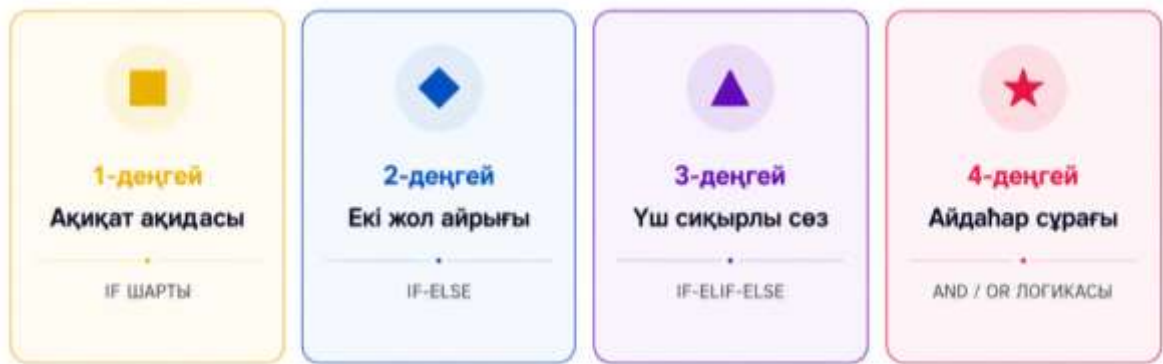 1-деңгей
Ақиқат ақидасы
IF ШАРТЫ
2-деңгей
Екі жол айрығы
IF-ELSE
3-деңгей
Үш сиқырлы сөз
IF-ELIF-ELSE
4-деңгей
Айдаһар сұрағы
AND / OR ЛОГИКАСЫ